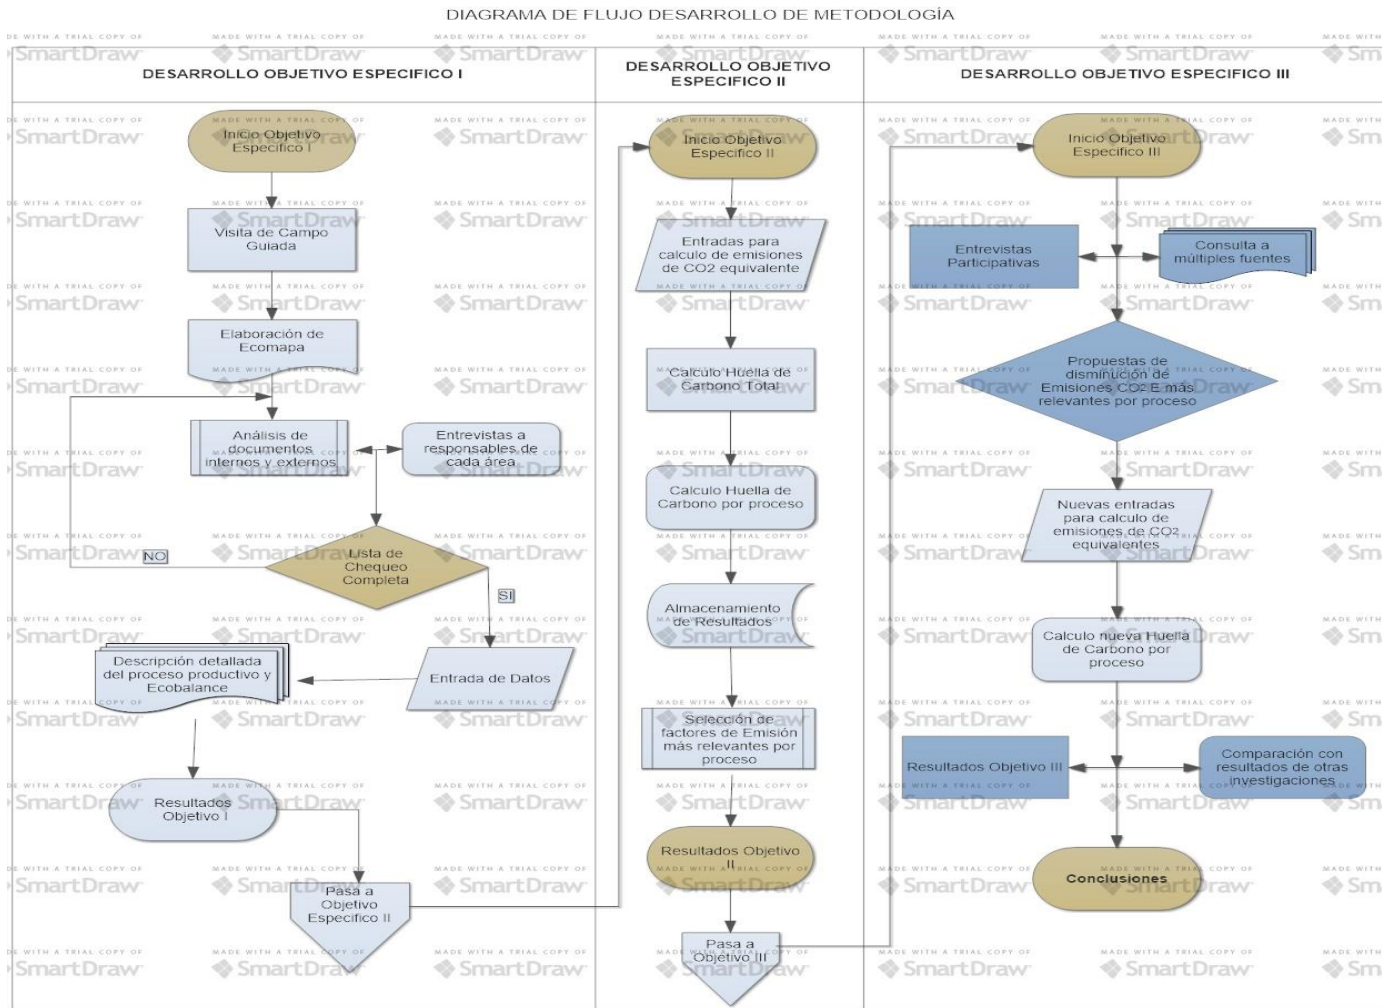 DIAGRAMA DE FLUJO DESARROLLO DE METODOLOGÍA
DESARROLLO OBJETIVO ESPECIFICO I
Inicio Objetivo
Especifico I
Visita de Campo
Guiada
Elaboración de
Ecomapa
Análisis de
documentos
internos y externos
Entrevistas a
responsables de
cada área
Lista de
Chequeo
Completa
NO
SI
Entrada de Datos
Descripción detallada
del proceso productivo y
Ecobalance
Resultados
Objetivo I
Pasa a
Objetivo
Especifico II
DESARROLLO OBJETIVO
ESPECIFICO II
Inicio Objetivo
Especifico II
Entradas para
calculo de emisiones
de CO2 equivalente
Calculo Huella de
Carbono Total
Calculo Huella de
Carbono por proceso
Almacenamiento
de Resultados
Selección de
factores de Emisión
más relevantes por
proceso
Resultados Objetivo
II
Pasa a
Objetivo III
DESARROLLO OBJETIVO ESPECIFICO III
Inicio Objetivo
Especifico III
Entrevistas
Participativas
Consulta a
múltiples fuentes
Propuestas de
disminución de
Emisiones CO2 E más
relevantes por proceso
Nuevas entradas
para calculo de
emisiones de CO2
equivalentes
Calculo nueva Huella
de Carbono por
proceso
Resultados Objetivo III
Comparación con
resultados de otras
investigaciones
Conclusiones
MADE WITH A TRIAL COPY OF
SmartDraw